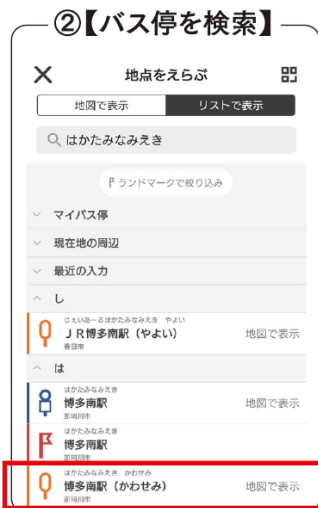 ②【バス停を検索】
地点をえらぶ
地図で表示 リストで表示
はかたみなみえき
ランドマークで絞り込み
マイバス停
現在地の周辺
最近の入力
し
じぇいあーるはかたみなみえき やよい
JR博多南駅(やよい) 地図で表示
春日市
は
はかたみなみえき
博多南駅 地図で表示
那珂川市
はかたみなみえき
博多南駅
那珂川市
はかたみなみえき かわせみ
博多南駅(かわせみ) 地図で表示
那珂川市